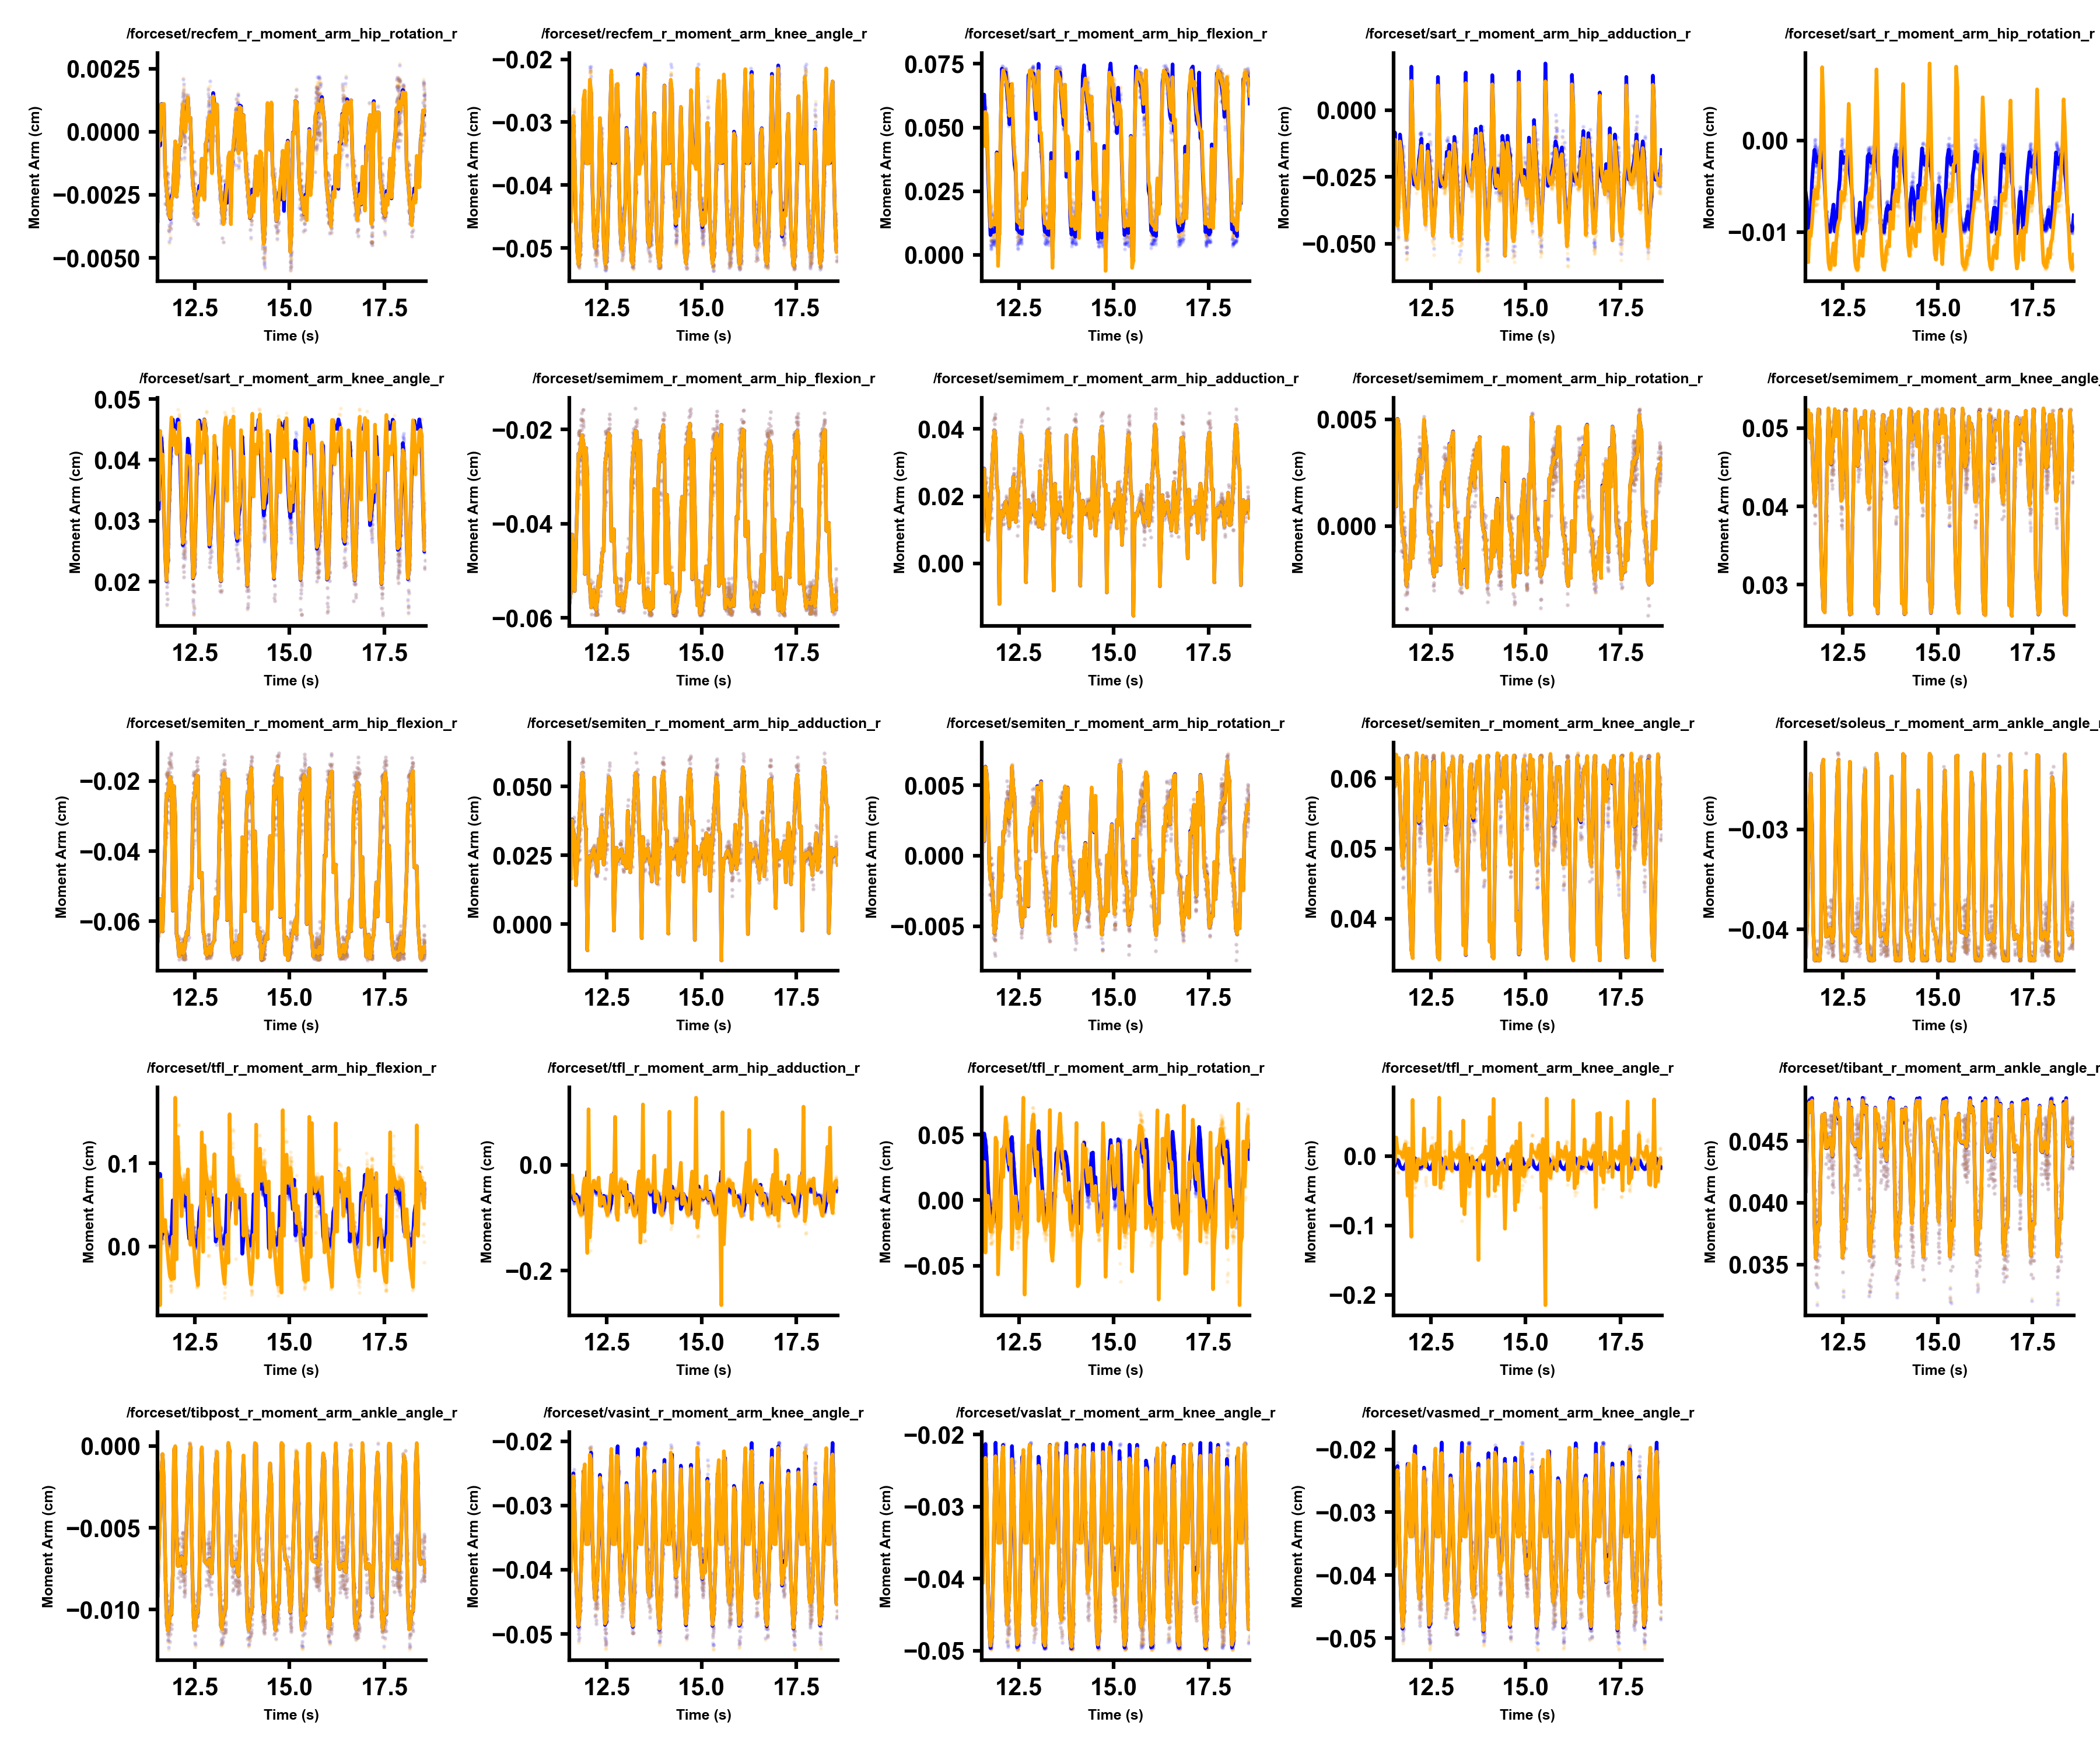 /forceset/recfem_r_moment_arm_hip_rotation_r
0.0025
0.0000
−0.0025
−0.0050
Moment Arm (cm)
12.5 15.0 17.5
Time (s)
/forceset/recfem_r_moment_arm_knee_angle_r
−0.02
−0.03
−0.04
−0.05
Moment Arm (cm)
12.5 15.0 17.5
Time (s)
/forceset/sart_r_moment_arm_hip_flexion_r
0.075
0.050
0.025
0.000
Moment Arm (cm)
12.5 15.0 17.5
Time (s)
/forceset/sart_r_moment_arm_hip_adduction_r
0.000
−0.025
−0.050
Moment Arm (cm)
12.5 15.0 17.5
Time (s)
/forceset/sart_r_moment_arm_hip_rotation_r
0.00
−0.01
Moment Arm (cm)
12.5 15.0 17.5
Time (s)
/forceset/sart_r_moment_arm_knee_angle_r
0.05
0.04
0.03
0.02
Moment Arm (cm)
12.5 15.0 17.5
Time (s)
/forceset/semimem_r_moment_arm_hip_flexion_r
−0.02
−0.04
−0.06
Moment Arm (cm)
12.5 15.0 17.5
Time (s)
/forceset/semimem_r_moment_arm_hip_adduction_r
0.04
0.02
0.00
Moment Arm (cm)
12.5 15.0 17.5
Time (s)
/forceset/semimem_r_moment_arm_hip_rotation_r
0.005
0.000
Moment Arm (cm)
12.5 15.0 17.5
Time (s)
/forceset/semimem_r_moment_arm_knee_angle_
0.05
0.04
0.03
Moment Arm (cm)
12.5 15.0 17.5
Time (s)
/forceset/semiten_r_moment_arm_hip_flexion_r
−0.02
−0.04
−0.06
Moment Arm (cm)
12.5 15.0 17.5
Time (s)
/forceset/semiten_r_moment_arm_hip_adduction_r
0.050
0.025
0.000
Moment Arm (cm)
12.5 15.0 17.5
Time (s)
/forceset/semiten_r_moment_arm_hip_rotation_r
0.005
0.000
−0.005
Moment Arm (cm)
12.5 15.0 17.5
Time (s)
/forceset/semiten_r_moment_arm_knee_angle_r
0.06
0.05
0.04
Moment Arm (cm)
12.5 15.0 17.5
Time (s)
/forceset/soleus_r_moment_arm_ankle_angle_r
−0.03
−0.04
Moment Arm (cm)
12.5 15.0 17.5
Time (s)
/forceset/tfl_r_moment_arm_hip_flexion_r
0.1
0.0
Moment Arm (cm)
12.5 15.0 17.5
Time (s)
/forceset/tfl_r_moment_arm_hip_adduction_r
0.0
−0.2
Moment Arm (cm)
12.5 15.0 17.5
Time (s)
/forceset/tfl_r_moment_arm_hip_rotation_r
0.05
0.00
−0.05
Moment Arm (cm)
12.5 15.0 17.5
Time (s)
/forceset/tfl_r_moment_arm_knee_angle_r
0.0
−0.1
−0.2
Moment Arm (cm)
12.5 15.0 17.5
Time (s)
/forceset/tibant_r_moment_arm_ankle_angle_r
0.045
0.040
0.035
Moment Arm (cm)
12.5 15.0 17.5
Time (s)
/forceset/tibpost_r_moment_arm_ankle_angle_r
0.000
−0.005
−0.010
Moment Arm (cm)
12.5 15.0 17.5
Time (s)
/forceset/vasint_r_moment_arm_knee_angle_r
−0.02
−0.03
−0.04
−0.05
Moment Arm (cm)
12.5 15.0 17.5
Time (s)
/forceset/vaslat_r_moment_arm_knee_angle_r
−0.02
−0.03
−0.04
−0.05
Moment Arm (cm)
12.5 15.0 17.5
Time (s)
/forceset/vasmed_r_moment_arm_knee_angle_r
−0.02
−0.03
−0.04
−0.05
Moment Arm (cm)
12.5 15.0 17.5
Time (s)